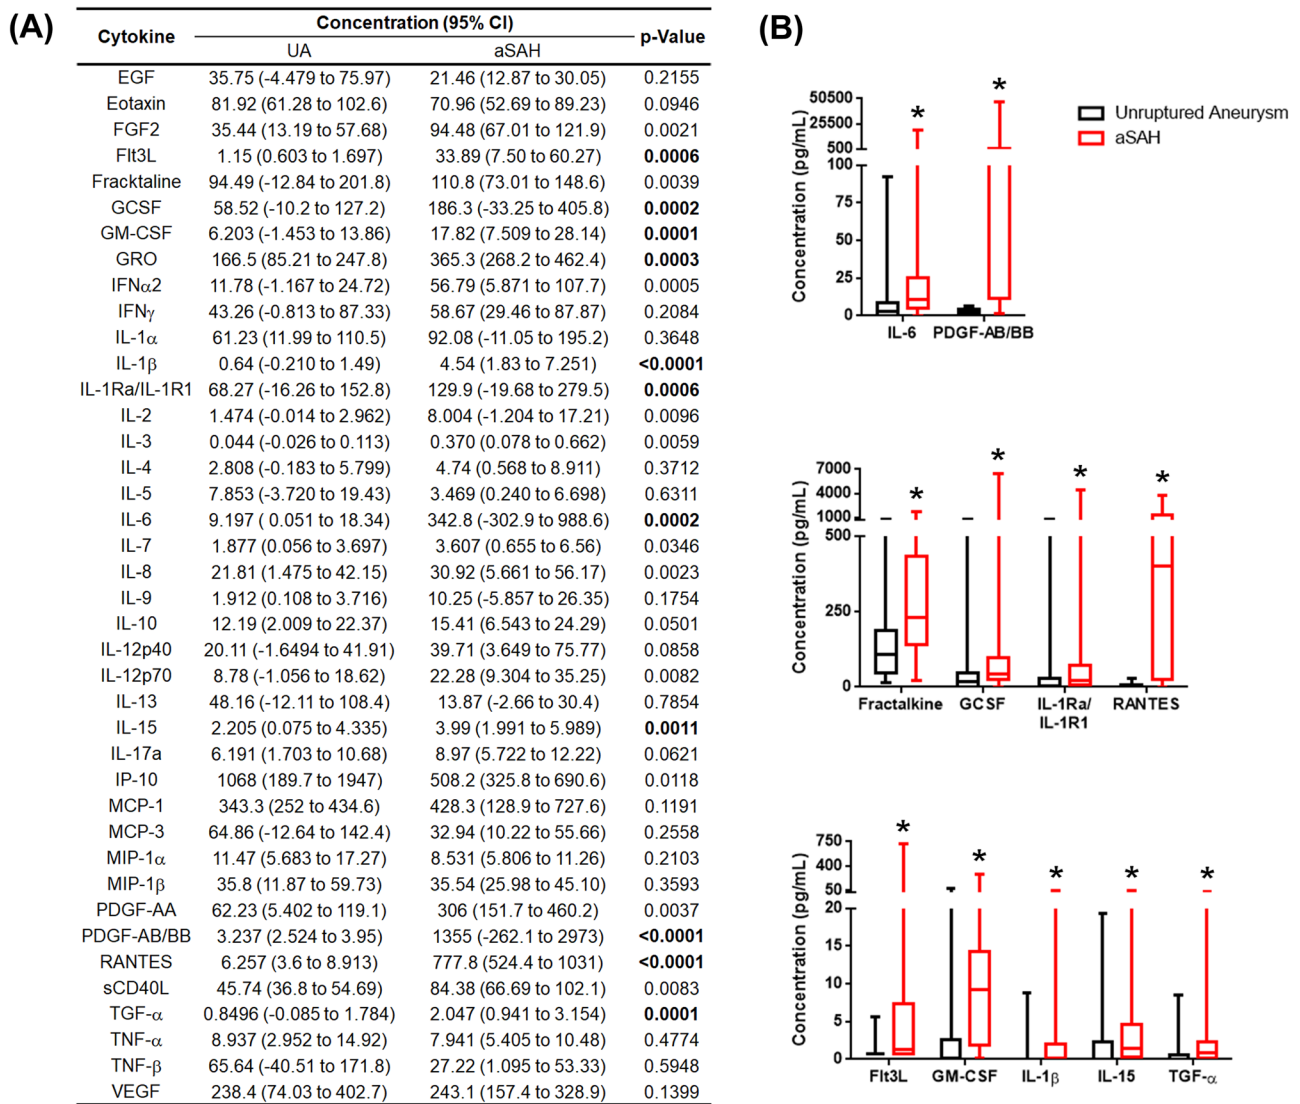 (A)
Cytokine Concentration (95% CI) p-Value
UA aSAH
EGF 35.75 (-4.479 to 75.97) 21.46 (12.87 to 30.05) 0.2155
Eotaxin 81.92 (61.28 to 102.6) 70.96 (52.69 to 89.23) 0.0946
FGF2 35.44 (13.19 to 57.68) 94.48 (67.01 to 121.9) 0.0021
Flt3L 1.15 (0.603 to 1.697) 33.89 (7.50 to 60.27) 0.0006
Fracktaline 94.49 (-12.84 to 201.8) 110.8 (73.01 to 148.6) 0.0039
GCSF 58.52 (-10.2 to 127.2) 186.3 (-33.25 to 405.8) 0.0002
GM-CSF 6.203 (-1.453 to 13.86) 17.82 (7.509 to 28.14) 0.0001
GRO 166.5 (85.21 to 247.8) 365.3 (268.2 to 462.4) 0.0003
IFNα2 11.78 (-1.167 to 24.72) 56.79 (5.871 to 107.7) 0.0005
IFNγ 43.26 (-0.813 to 87.33) 58.67 (29.46 to 87.87) 0.2084
IL-1α 61.23 (11.99 to 110.5) 92.08 (-11.05 to 195.2) 0.3648
IL-1β 0.64 (-0.210 to 1.49) 4.54 (1.83 to 7.251) <0.0001
IL-1Ra/IL-1R1 68.27 (-16.26 to 152.8) 129.9 (-19.68 to 279.5) 0.0006
IL-2 1.474 (-0.014 to 2.962) 8.004 (-1.204 to 17.21) 0.0096
IL-3 0.044 (-0.026 to 0.113) 0.370 (0.078 to 0.662) 0.0059
IL-4 2.808 (-0.183 to 5.799) 4.74 (0.568 to 8.911) 0.3712
IL-5 7.853 (-3.720 to 19.43) 3.469 (0.240 to 6.698) 0.6311
IL-6 9.197 ( 0.051 to 18.34) 342.8 (-302.9 to 988.6) 0.0002
IL-7 1.877 (0.056 to 3.697) 3.607 (0.655 to 6.56) 0.0346
IL-8 21.81 (1.475 to 42.15) 30.92 (5.661 to 56.17) 0.0023
IL-9 1.912 (0.108 to 3.716) 10.25 (-5.857 to 26.35) 0.1754
IL-10 12.19 (2.009 to 22.37) 15.41 (6.543 to 24.29) 0.0501
IL-12p40 20.11 (-1.6494 to 41.91) 39.71 (3.649 to 75.77) 0.0858
IL-12p70 8.78 (-1.056 to 18.62) 22.28 (9.304 to 35.25) 0.0082
IL-13 48.16 (-12.11 to 108.4) 13.87 (-2.66 to 30.4) 0.7854
IL-15 2.205 (0.075 to 4.335) 3.99 (1.991 to 5.989) 0.0011
IL-17a 6.191 (1.703 to 10.68) 8.97 (5.722 to 12.22) 0.0621
IP-10 1068 (189.7 to 1947) 508.2 (325.8 to 690.6) 0.0118
MCP-1 343.3 (252 to 434.6) 428.3 (128.9 to 727.6) 0.1191
MCP-3 64.86 (-12.64 to 142.4) 32.94 (10.22 to 55.66) 0.2558
MIP-1α 11.47 (5.683 to 17.27) 8.531 (5.806 to 11.26) 0.2103
MIP-1β 35.8 (11.87 to 59.73) 35.54 (25.98 to 45.10) 0.3593
PDGF-AA 62.23 (5.402 to 119.1) 306 (151.7 to 460.2) 0.0037
PDGF-AB/BB 3.237 (2.524 to 3.95) 1355 (-262.1 to 2973) <0.0001
RANTES 6.257 (3.6 to 8.913) 777.8 (524.4 to 1031) <0.0001
sCD40L 45.74 (36.8 to 54.69) 84.38 (66.69 to 102.1) 0.0083
TGF-α 0.8496 (-0.085 to 1.784) 2.047 (0.941 to 3.154) 0.0001
TNF-α 8.937 (2.952 to 14.92) 7.941 (5.405 to 10.48) 0.4774
TNF-β 65.64 (-40.51 to 171.8) 27.22 (1.095 to 53.33) 0.5948
VEGF 238.4 (74.03 to 402.7) 243.1 (157.4 to 328.9) 0.1399
(B)
Unruptured Aneurysm
aSAH
Concentration (pg/mL)
50500
25500
500
100
75
50
25
0
* *
IL-6 PDGF-AB/BB
Concentration (pg/mL)
7000
4000
1000
500
250
0
* * * *
Fractalkine GCSF IL-1Ra/ RANTES
IL-1R1
Concentration (pg/mL)
750
400
50
20
15
10
5
0
* * * * *
Flt3L GM-CSF IL-1β IL-15 TGF-α